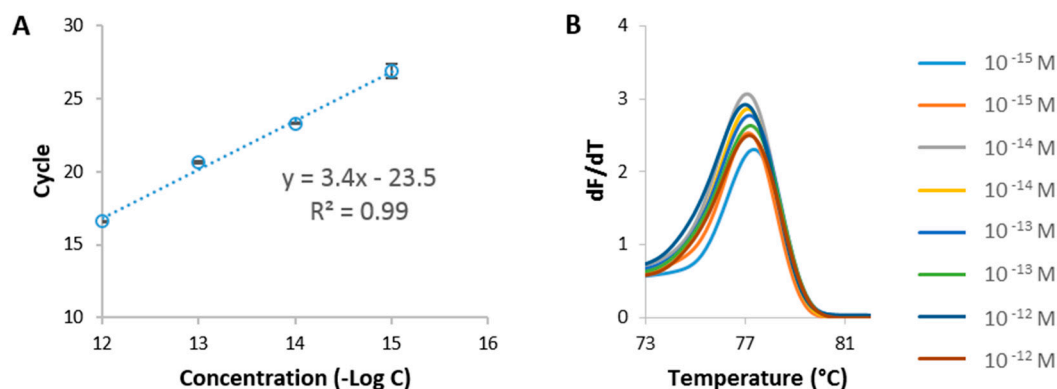 A
30
25
20
15
10
Cycle
y = 3.4x - 23.5
R² = 0.99
12 13 14 15 16
Concentration (-Log C)
B
4
3
2
1
0
dF/dT
73 77 81
Temperature (°C)
10⁻¹⁵ M
10⁻¹⁵ M
10⁻¹⁴ M
10⁻¹⁴ M
10⁻¹³ M
10⁻¹³ M
10⁻¹² M
10⁻¹² M